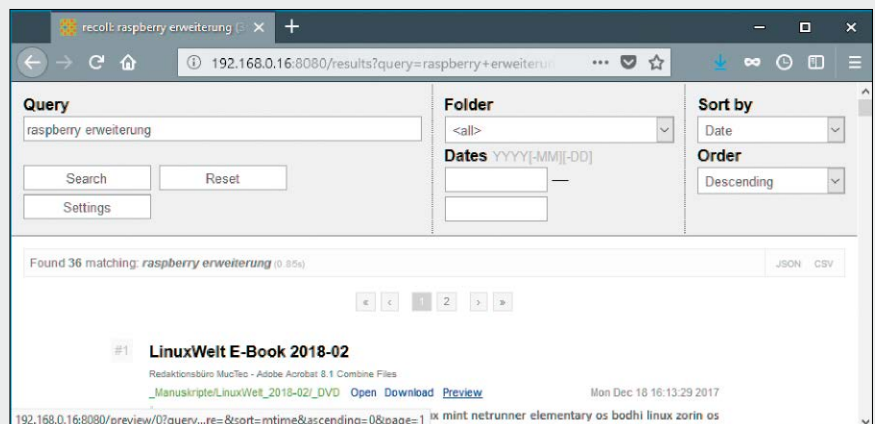 recoll: raspberry erweiterung (3
192.168.0.16:8080/results?query=raspberry+erweiterun
Query
raspberry erweiterung
Search
Reset
Settings
Folder
<all>
Dates YYYY[-MM][-DD]
—
Sort by
Date
Order
Descending
Found 36 matching: raspberry erweiterung (0.85s)
JSON CSV
« ‹ 1 2 › »
#1 LinuxWelt E-Book 2018-02
Redaktionsbüro MucTec - Adobe Acrobat 8.1 Combine Files
_Manuskripte/LinuxWelt_2018-02/_DVD Open Download Preview Mon Dec 18 16:13:29 2017
192.168.0.16:8080/preview/0?query...re=&sort=mtime&ascending=0&page=1
mint netrunner elementary os bodhi linux zorin os